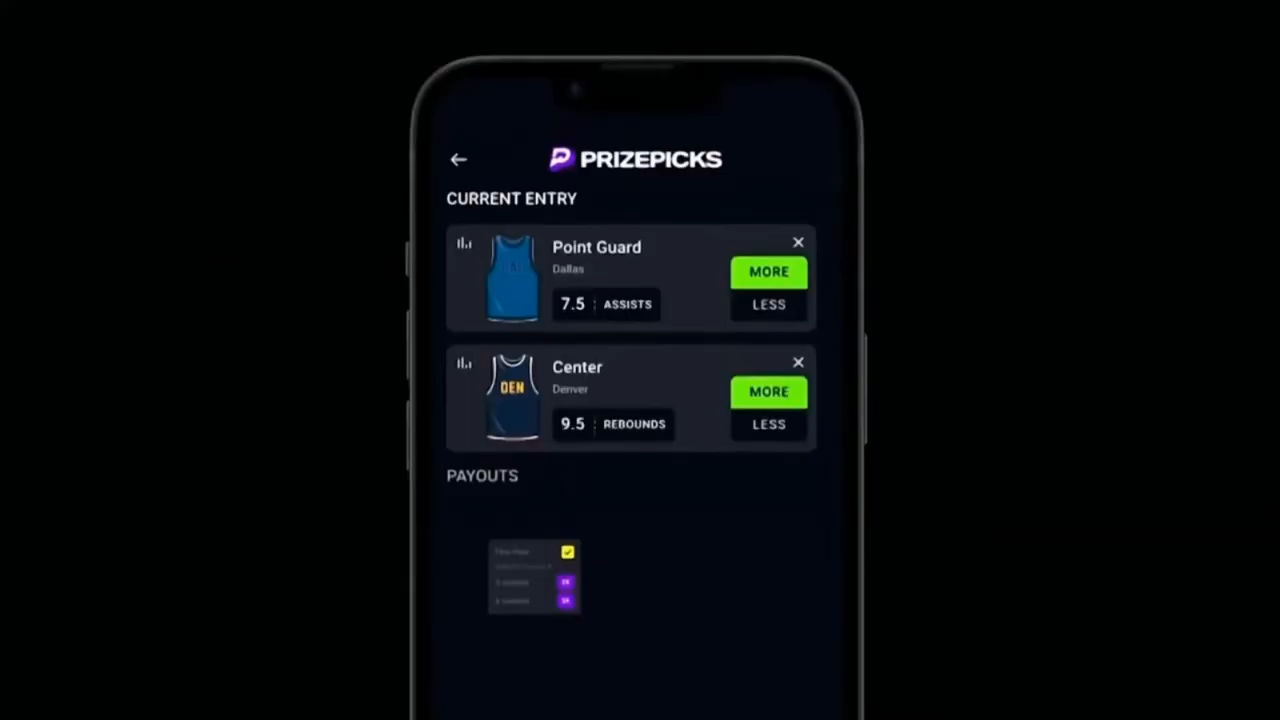 PRIZEPICKS
CURRENT ENTRY
Point Guard
Dallas
MORE
7.5 ASSISTS
LESS
Center
DEN
Denver
MORE
9.5 REBOUNDS
LESS
PAYOUTS